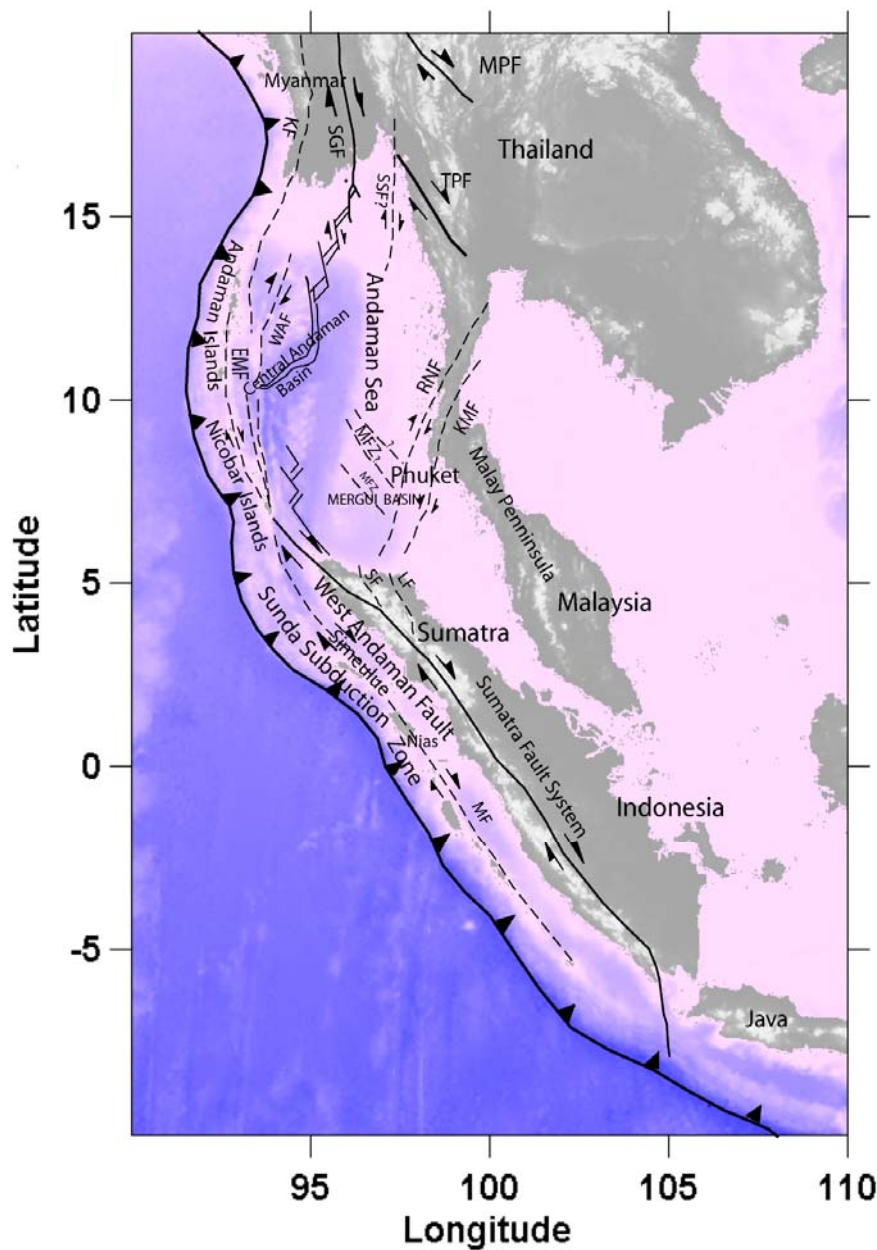 Myanmar
MPF
KF
SGF
Thailand
SSF?
TPF
15
Andaman Islands
Andaman Sea
WAF
EMF
Central Andaman
Basin
RNF
KMF
10
Nicobar Islands
MFZ?
?
Phuket
MFZ
MERGUI BASIN
Malay Penninsula
5
SF
LF
West Andaman Fault
Malaysia
Sunda Subduction
Zone
Simeulue
Sumatra
Sumatra Fault System
Nias
0
MF
Indonesia
-5
Java
95
100
105
110
Latitude
Longitude